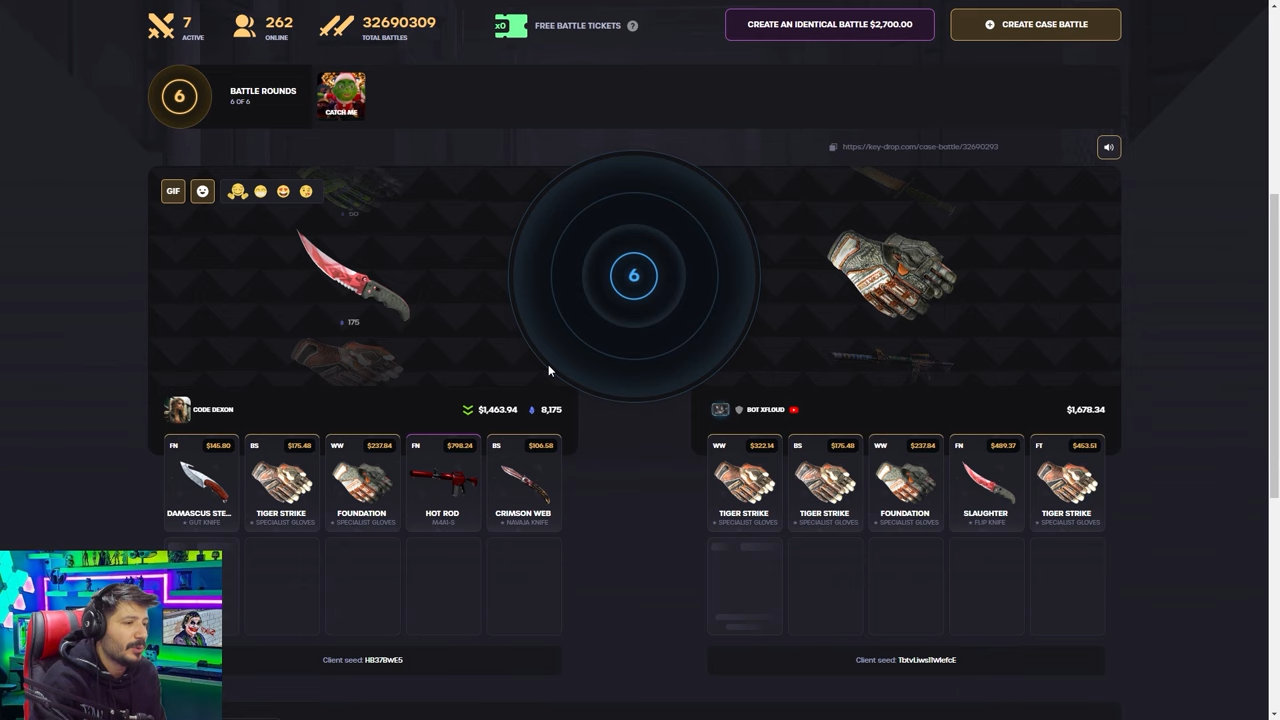 7
ACTIVE
262
ONLINE
32690309
TOTAL BATTLES
x0
FREE BATTLE TICKETS ?
CREATE AN IDENTICAL BATTLE $2,700.00
CREATE CASE BATTLE
6
BATTLE ROUNDS
6 OF 6
CATCH ME
https://key-drop.com/case-battle/32690293
GIF
50
6
175
CODE DEXON
$1,463.94
8,175
BOT XFLOUD
$1,678.34
FN $145.80
BS $175.48
WW $237.84
FN $798.24
BS $106.58
WW $322.14
BS $175.48
WW $237.84
FN $489.37
FT $453.51
DAMASCUS STE...
★ GUT KNIFE
TIGER STRIKE
★ SPECIALIST GLOVES
FOUNDATION
★ SPECIALIST GLOVES
HOT ROD
M4A1-S
CRIMSON WEB
★ NAVAJA KNIFE
TIGER STRIKE
★ SPECIALIST GLOVES
TIGER STRIKE
★ SPECIALIST GLOVES
FOUNDATION
★ SPECIALIST GLOVES
SLAUGHTER
★ FLIP KNIFE
TIGER STRIKE
★ SPECIALIST GLOVES
Client seed: HB37BWE5
Client seed: